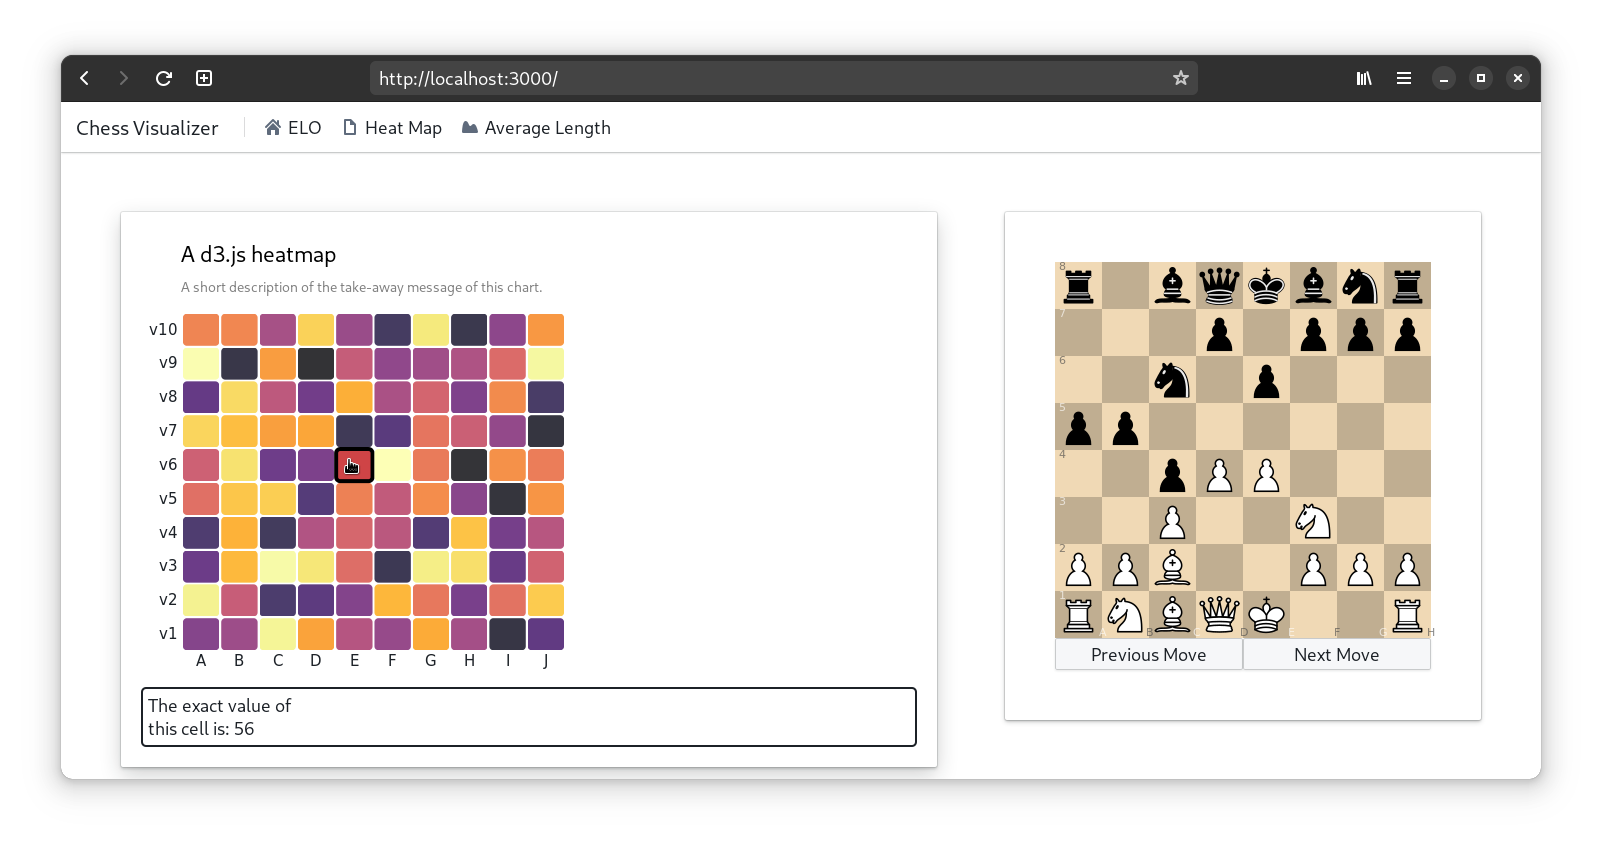 http://localhost:3000/
Chess Visualizer ELO Heat Map Average Length
A d3.js heatmap
A short description of the take-away message of this chart.
v10
v9
v8
v7
v6
v5
v4
v3
v2
v1
A B C D E F G H I J
The exact value of
this cell is: 56
8
7
6
5
4
3
2
1
A B C D E F G H
Previous Move Next Move